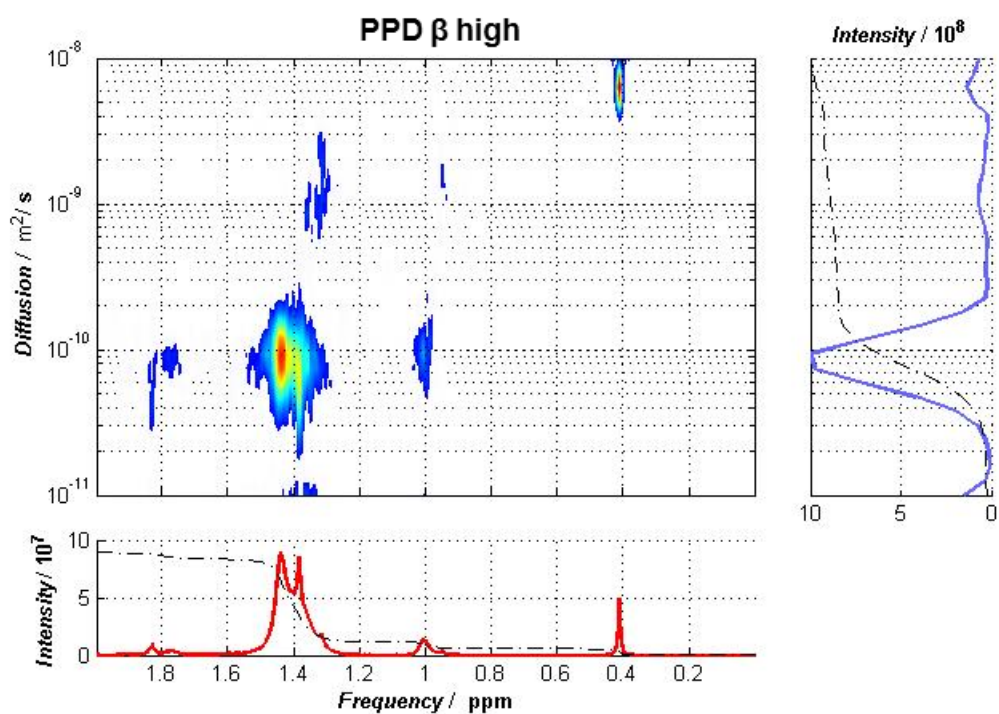 PPD β high
Intensity / 10⁸
Diffusion / m²/ s
10⁻⁸
10⁻⁹
10⁻¹⁰
10⁻¹¹
10 5 0
Intensity / 10⁷
10
5
0
1.8 1.6 1.4 1.2 1 0.8 0.6 0.4 0.2
Frequency / ppm